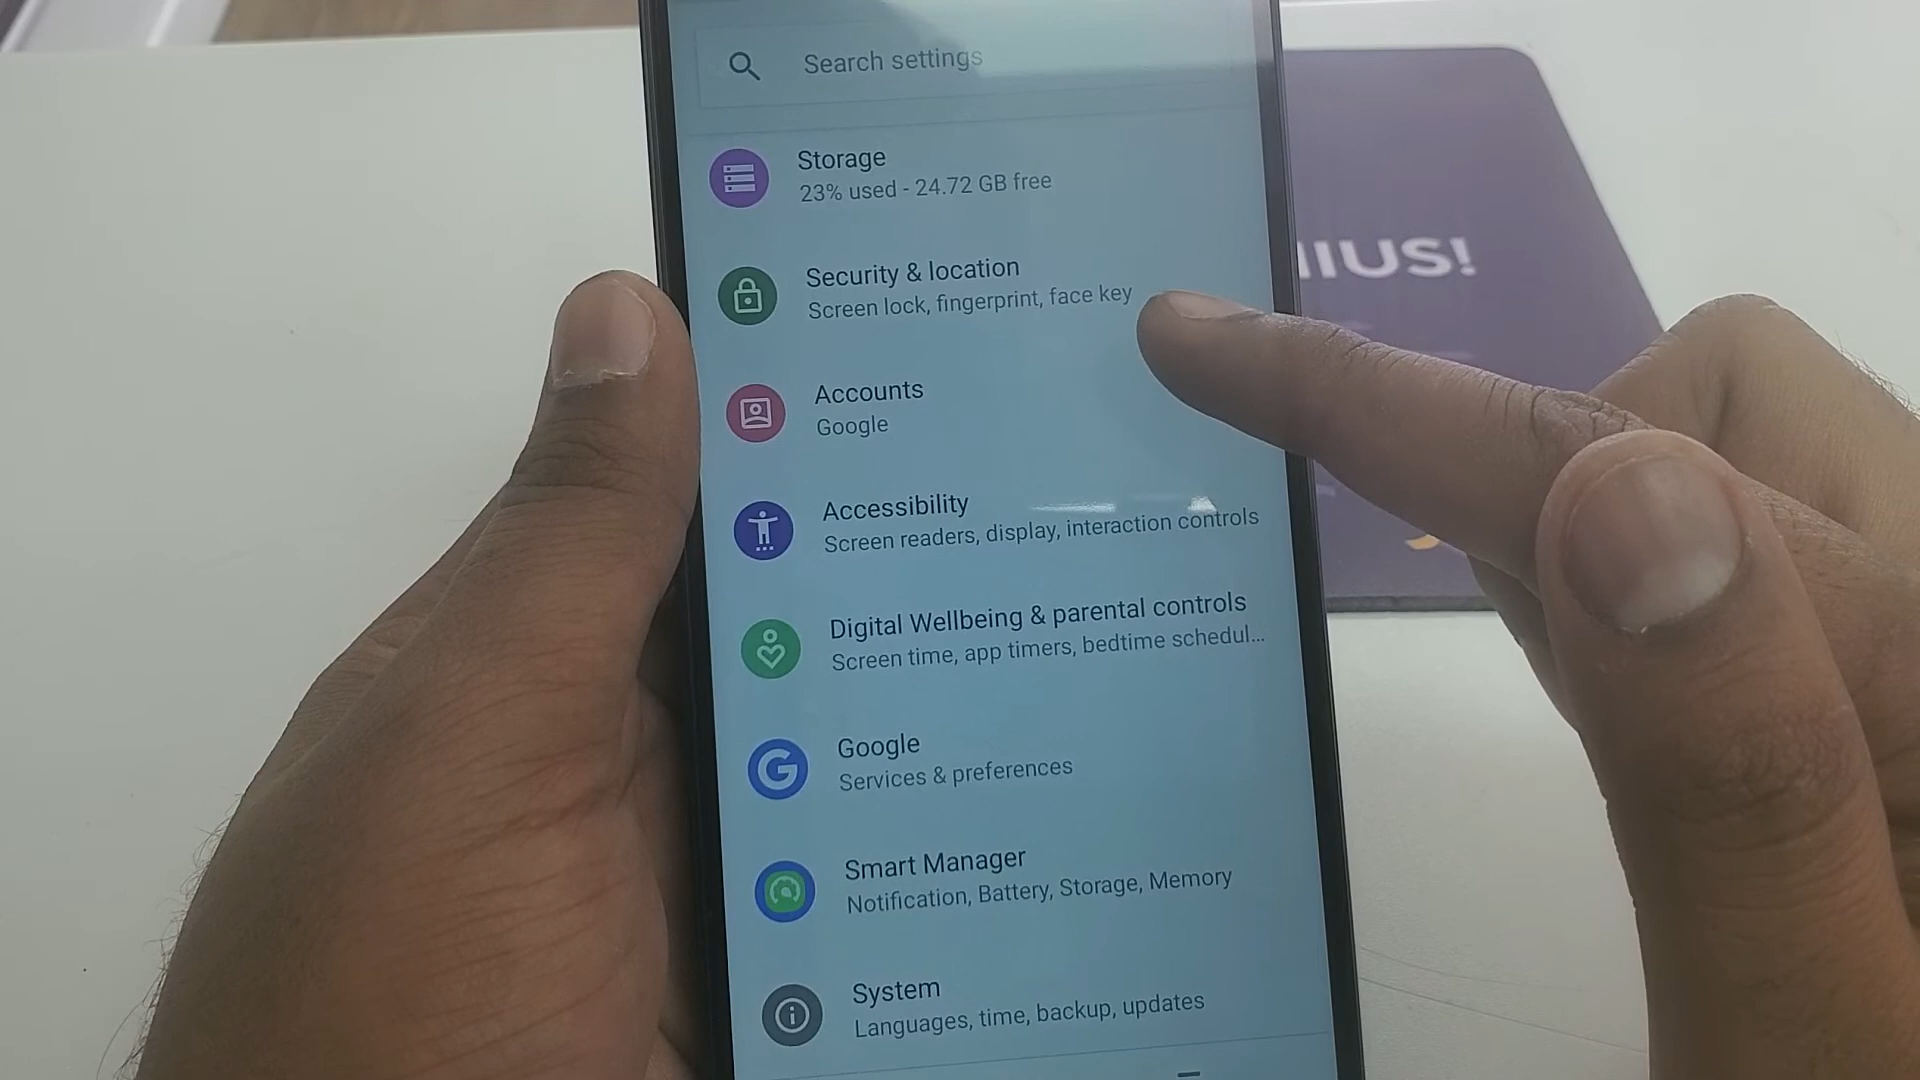 Search settings
Storage
23% used - 24.72 GB free
Security & location
Screen lock, fingerprint, face key
Accounts
Google
Accessibility
Screen readers, display, interaction controls
Digital Wellbeing & parental controls
Screen time, app timers, bedtime schedul...
Google
Services & preferences
Smart Manager
Notification, Battery, Storage, Memory
System
Languages, time, backup, updates
IUS!